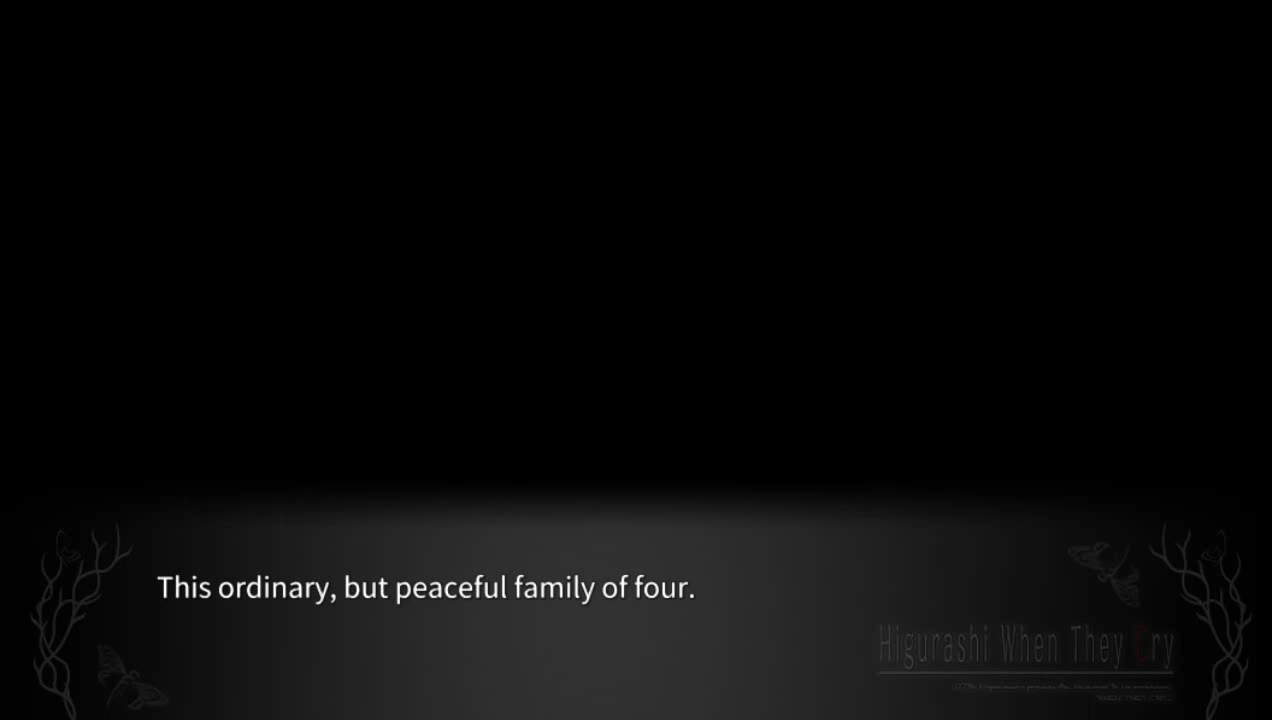 This ordinary, but peaceful family of four.
Higurashi When They Cry